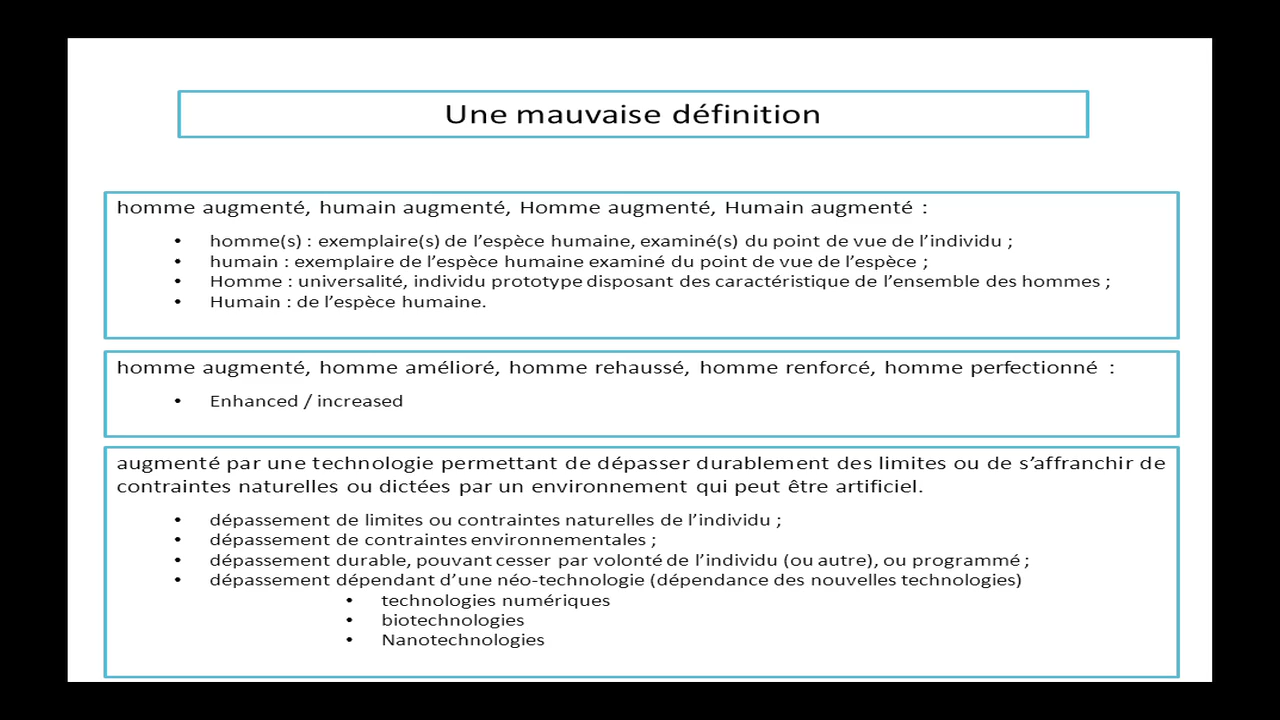 Une mauvaise définition
homme augmenté, humain augmenté, Homme augmenté, Humain augmenté :
• homme(s) : exemplaire(s) de l'espèce humaine, examiné(s) du point de vue de l'individu ;
• humain : exemplaire de l'espèce humaine examiné du point de vue de l'espèce ;
• Homme : universalité, individu prototype disposant des caractéristique de l'ensemble des hommes ;
• Humain : de l'espèce humaine.
homme augmenté, homme amélioré, homme rehaussé, homme renforcé, homme perfectionné :
• Enhanced / increased
augmenté par une technologie permettant de dépasser durablement des limites ou de s'affranchir de
contraintes naturelles ou dictées par un environnement qui peut être artificiel.
• dépassement de limites ou contraintes naturelles de l'individu ;
• dépassement de contraintes environnementales ;
• dépassement durable, pouvant cesser par volonté de l'individu (ou autre), ou programmé ;
• dépassement dépendant d'une néo-technologie (dépendance des nouvelles technologies)
• technologies numériques
• biotechnologies
• Nanotechnologies